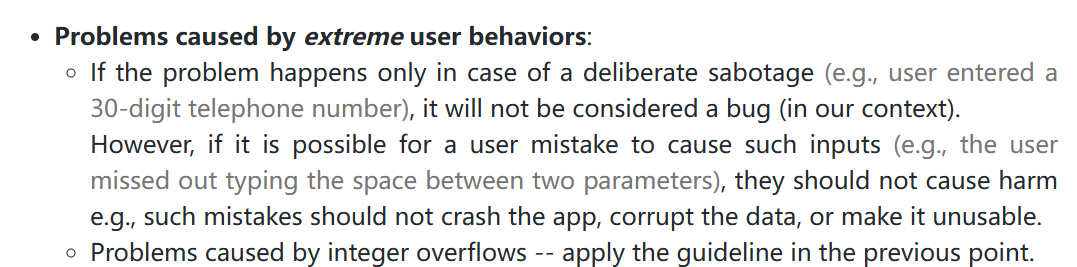 • Problems caused by extreme user behaviors:
◦ If the problem happens only in case of a deliberate sabotage (e.g., user entered a
30-digit telephone number), it will not be considered a bug (in our context).
However, if it is possible for a user mistake to cause such inputs (e.g., the user
missed out typing the space between two parameters), they should not cause harm
e.g., such mistakes should not crash the app, corrupt the data, or make it unusable.
◦ Problems caused by integer overflows -- apply the guideline in the previous point.